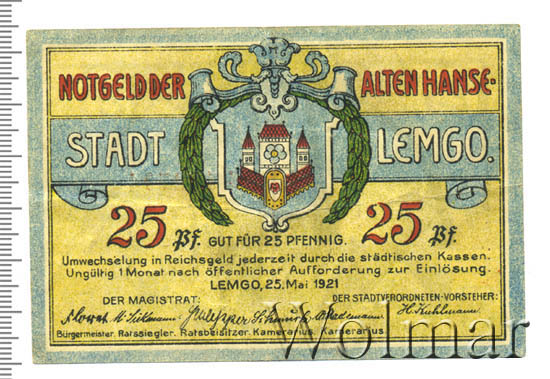 NOTGELD DER ALTEN HANSE-
STADT LEMGO.
25 Pf. GUT FÜR 25 PFENNIG. 25 Pf.
Umwechselung in Reichsgeld jederzeit durch die städtischen Kassen.
Ungültig 1 Monat nach öffentlicher Aufforderung zur Einlösung.
LEMGO, 25. Mai 1921
DER MAGISTRAT: DER STADTVERORDNETEN-VORSTEHER:
H. Kuhlmann
Bürgermeister. Ratssiegler. Ratsbeisitzer. Kamerarius. Kamerarius
Wolmar